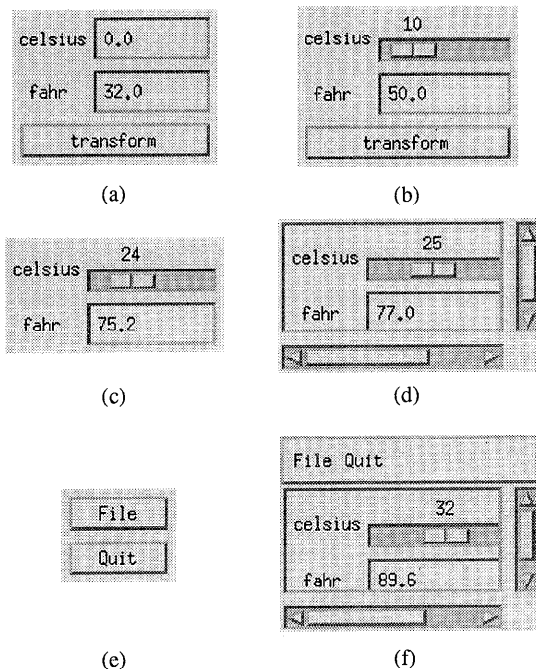 celsius 0.0
fahr 32.0
transform
(a)
10
celsius
fahr 50.0
transform
(b)
24
celsius
fahr 75.2
(c)
25
celsius
fahr 77.0
(d)
File
Quit
(e)
File Quit
32
celsius
fahr 89.6
(f)